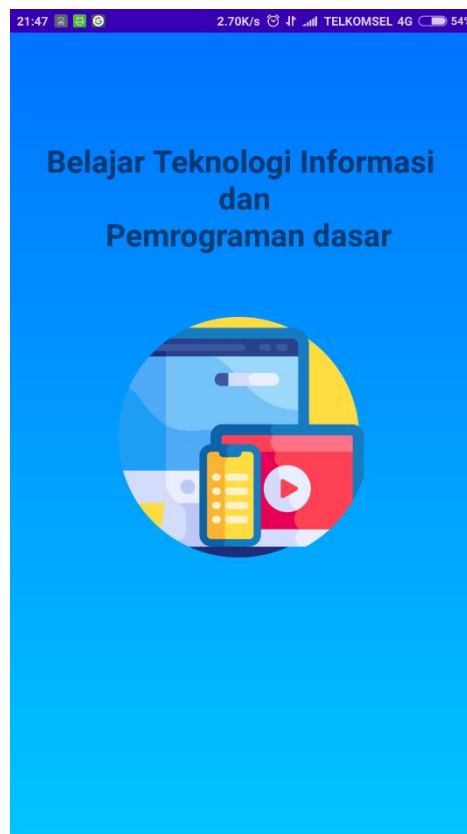 21:47 2.70K/s TELKOMSEL 4G 54%
Belajar Teknologi Informasi
dan
Pemrograman dasar